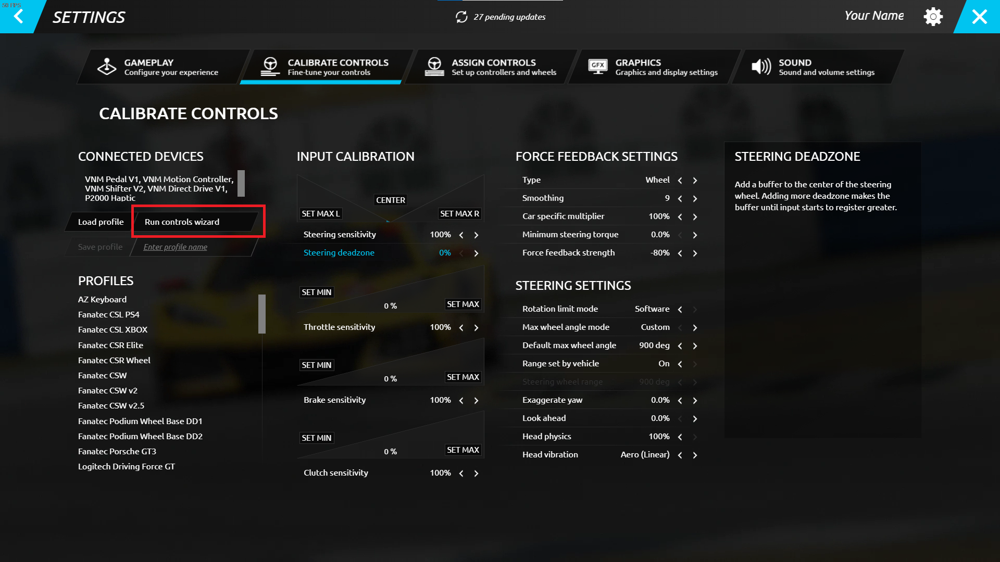 58 FPS
SETTINGS
27 pending updates
Your Name
GAMEPLAY
Configure your experience
CALIBRATE CONTROLS
Fine-tune your controls
ASSIGN CONTROLS
Set up controllers and wheels
GFX
GRAPHICS
Graphics and display settings
SOUND
Sound and volume settings
CALIBRATE CONTROLS
CONNECTED DEVICES
VNM Pedal V1, VNM Motion Controller,
VNM Shifter V2, VNM Direct Drive V1,
P2000 Haptic
Load profile
Run controls wizard
Save profile
Enter profile name
PROFILES
AZ Keyboard
Fanatec CSL PS4
Fanatec CSL XBOX
Fanatec CSR Elite
Fanatec CSR Wheel
Fanatec CSW
Fanatec CSW v2
Fanatec CSW v2.5
Fanatec Podium Wheel Base DD1
Fanatec Podium Wheel Base DD2
Fanatec Porsche GT3
Logitech Driving Force GT
INPUT CALIBRATION
CENTER
SET MAX L
SET MAX R
Steering sensitivity 100%
Steering deadzone 0%
SET MIN
SET MAX
0 %
Throttle sensitivity 100%
SET MIN
SET MAX
0 %
Brake sensitivity 100%
SET MIN
SET MAX
0 %
Clutch sensitivity 100%
FORCE FEEDBACK SETTINGS
Type Wheel
Smoothing 9
Car specific multiplier 100%
Minimum steering torque 0.0%
Force feedback strength -80%
STEERING SETTINGS
Rotation limit mode Software
Max wheel angle mode Custom
Default max wheel angle 900 deg
Range set by vehicle On
Steering wheel range 900 deg
Exaggerate yaw 0.0%
Look ahead 0.0%
Head physics 100%
Head vibration Aero (Linear)
STEERING DEADZONE
Add a buffer to the center of the steering
wheel. Adding more deadzone makes the
buffer until input starts to register greater.